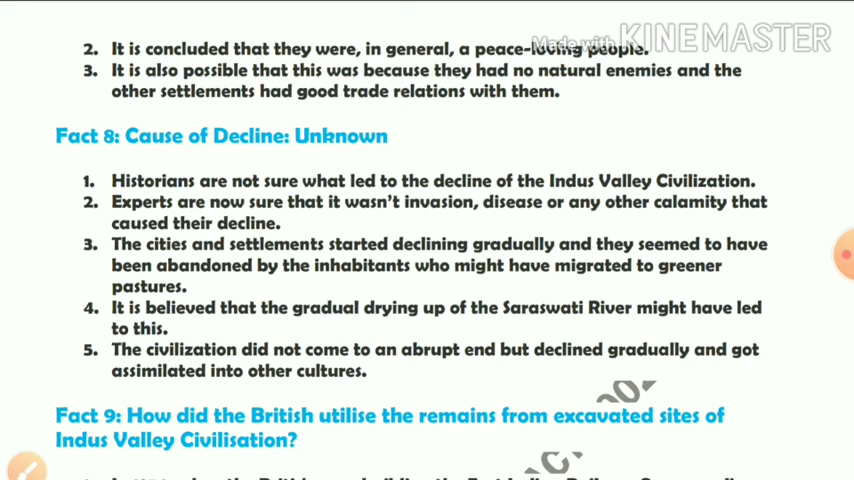 Made with KINEMASTER
2. It is concluded that they were, in general, a peace-loving people.
3. It is also possible that this was because they had no natural enemies and the
other settlements had good trade relations with them.
Fact 8: Cause of Decline: Unknown
1. Historians are not sure what led to the decline of the Indus Valley Civilization.
2. Experts are now sure that it wasn't invasion, disease or any other calamity that
caused their decline.
3. The cities and settlements started declining gradually and they seemed to have
been abandoned by the inhabitants who might have migrated to greener
pastures.
4. It is believed that the gradual drying up of the Saraswati River might have led
to this.
5. The civilization did not come to an abrupt end but declined gradually and got
assimilated into other cultures.
Fact 9: How did the British utilise the remains from excavated sites of
Indus Valley Civilisation?